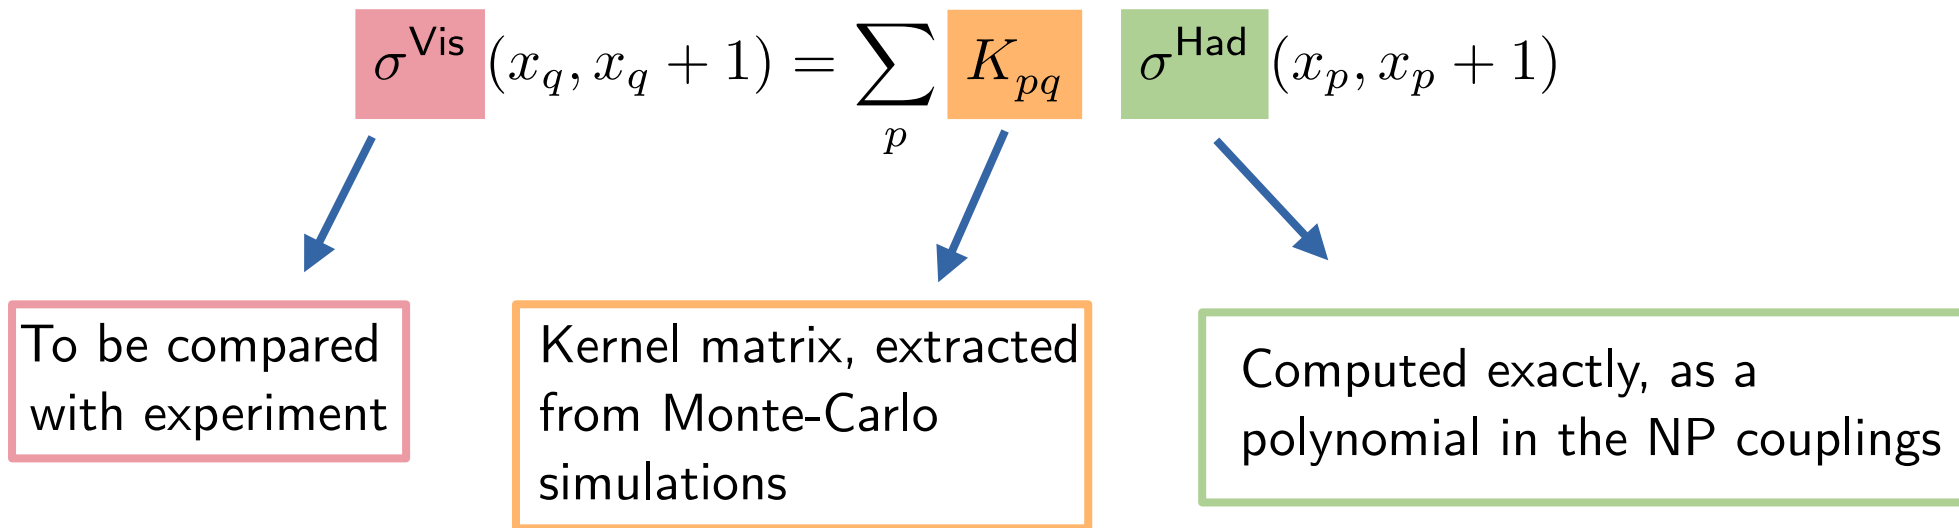 σ^Vis (x_q, x_q + 1) = ∑_p K_pq σ^Had (x_p, x_p + 1)
To be compared
with experiment
Kernel matrix, extracted
from Monte-Carlo
simulations
Computed exactly, as a
polynomial in the NP couplings